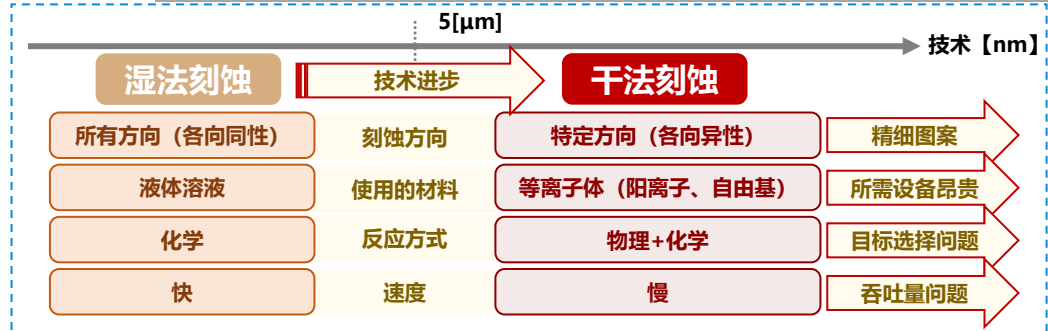 5[μm]
技术【nm】
湿法刻蚀
技术进步
干法刻蚀
所有方向（各向同性）
刻蚀方向
特定方向（各向异性）
精细图案
液体溶液
使用的材料
等离子体（阳离子、自由基）
所需设备昂贵
化学
反应方式
物理+化学
目标选择问题
快
速度
慢
吞吐量问题